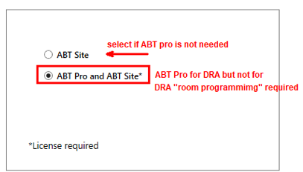 select if ABT pro is not needed
ABT Site
ABT Pro and ABT Site*
ABT Pro for DRA but not for
DRA "room programmimg" required
*License required